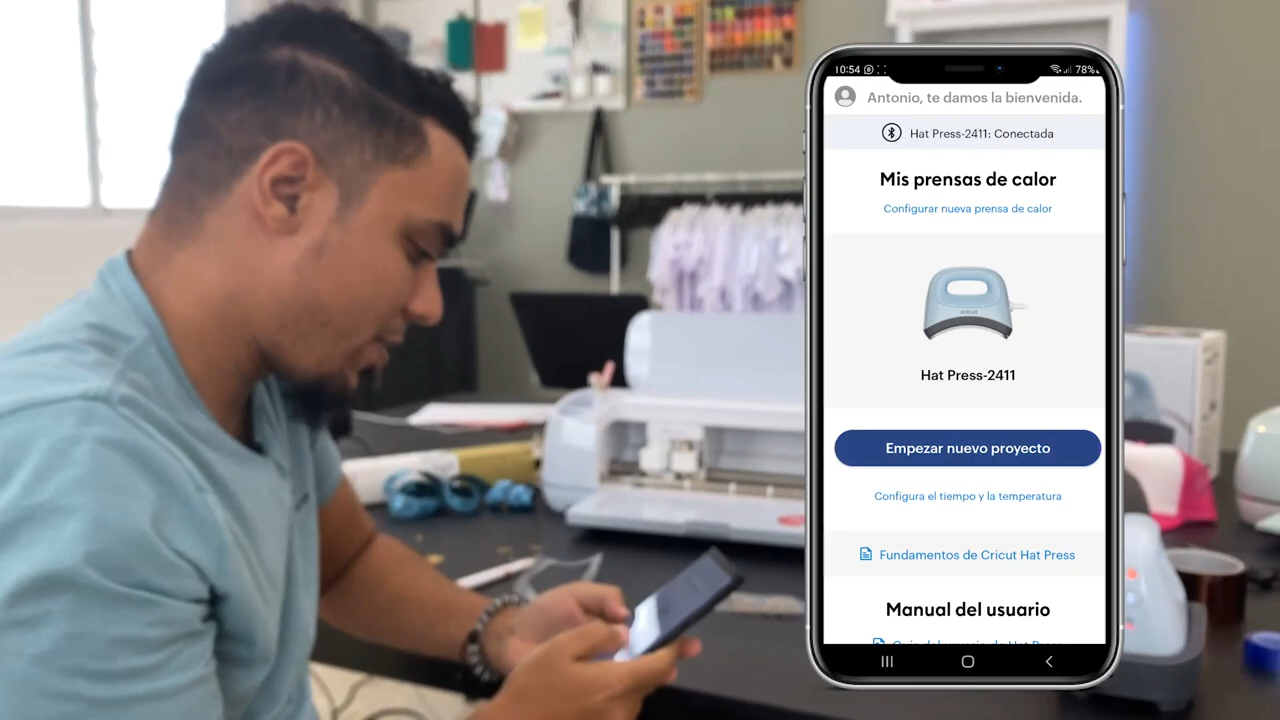 10:54
78%
Antonio, te damos la bienvenida.
Hat Press-2411: Conectada
Mis prensas de calor
Configurar nueva prensa de calor
cricut
Hat Press-2411
Empezar nuevo proyecto
Configura el tiempo y la temperatura
Fundamentos de Cricut Hat Press
Manual del usuario